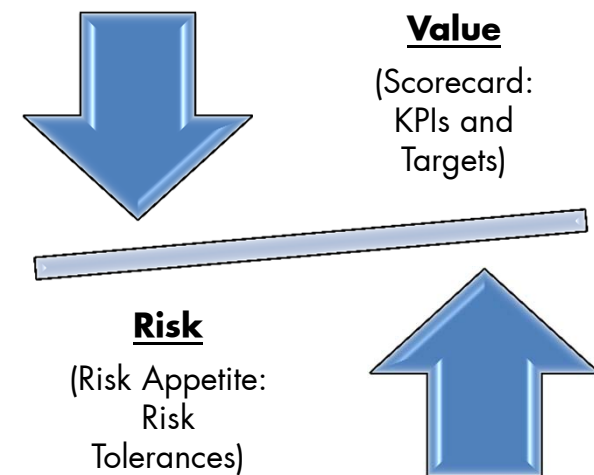 Value
(Scorecard:
KPIs and
Targets)
Risk
(Risk Appetite:
Risk
Tolerances)